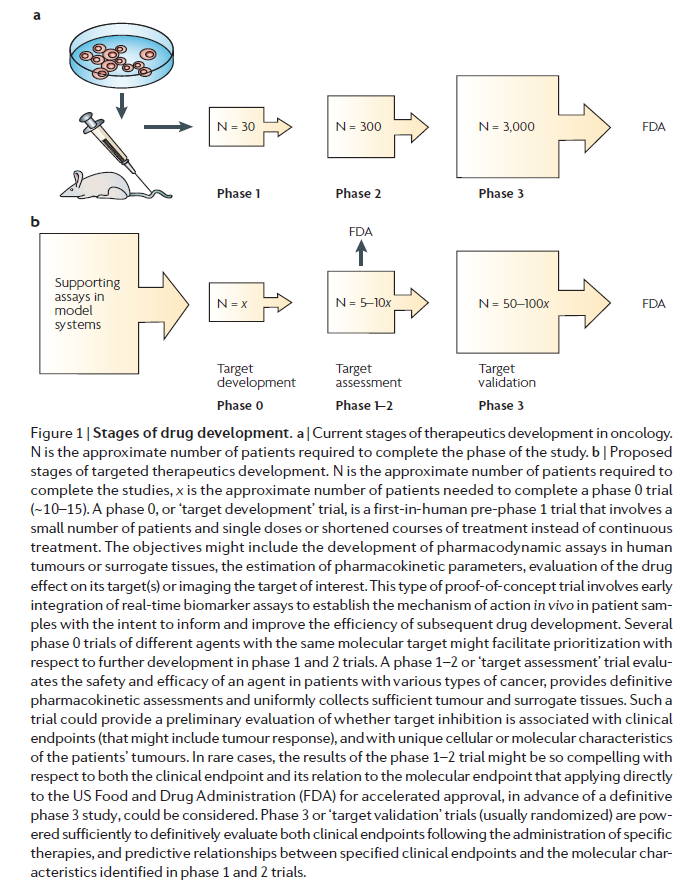 a
N = 30
N = 300
N = 3,000
FDA
Phase 1
Phase 2
Phase 3
b
FDA
Supporting
assays in
model
systems
N = x
N = 5–10x
N = 50–100x
FDA
Target
development
Target
assessment
Target
validation
Phase 0
Phase 1–2
Phase 3
Figure 1 | Stages of drug development. a | Current stages of therapeutics development in oncology.
N is the approximate number of patients required to complete the phase of the study. b | Proposed
stages of targeted therapeutics development. N is the approximate number of patients required to
complete the studies, x is the approximate number of patients needed to complete a phase 0 trial
(~10–15). A phase 0, or ‘target development’ trial, is a first-in-human pre-phase 1 trial that involves a
small number of patients and single doses or shortened courses of treatment instead of continuous
treatment. The objectives might include the development of pharmacodynamic assays in human
tumours or surrogate tissues, the estimation of pharmacokinetic parameters, evaluation of the drug
effect on its target(s) or imaging the target of interest. This type of proof-of-concept trial involves early
integration of real-time biomarker assays to establish the mechanism of action in vivo in patient sam-
ples with the intent to inform and improve the efficiency of subsequent drug development. Several
phase 0 trials of different agents with the same molecular target might facilitate prioritization with
respect to further development in phase 1 and 2 trials. A phase 1–2 or ‘target assessment’ trial evalu-
ates the safety and efficacy of an agent in patients with various types of cancer, provides definitive
pharmacokinetic assessments and uniformly collects sufficient tumour and surrogate tissues. Such a
trial could provide a preliminary evaluation of whether target inhibition is associated with clinical
endpoints (that might include tumour response), and with unique cellular or molecular characteristics
of the patients’ tumours. In rare cases, the results of the phase 1–2 trial might be so compelling with
respect to both the clinical endpoint and its relation to the molecular endpoint that applying directly
to the US Food and Drug Administration (FDA) for accelerated approval, in advance of a definitive
phase 3 study, could be considered. Phase 3 or ‘target validation’ trials (usually randomized) are pow-
ered sufficiently to definitively evaluate both clinical endpoints following the administration of specific
therapies, and predictive relationships between specified clinical endpoints and the molecular char-
acteristics identified in phase 1 and 2 trials.